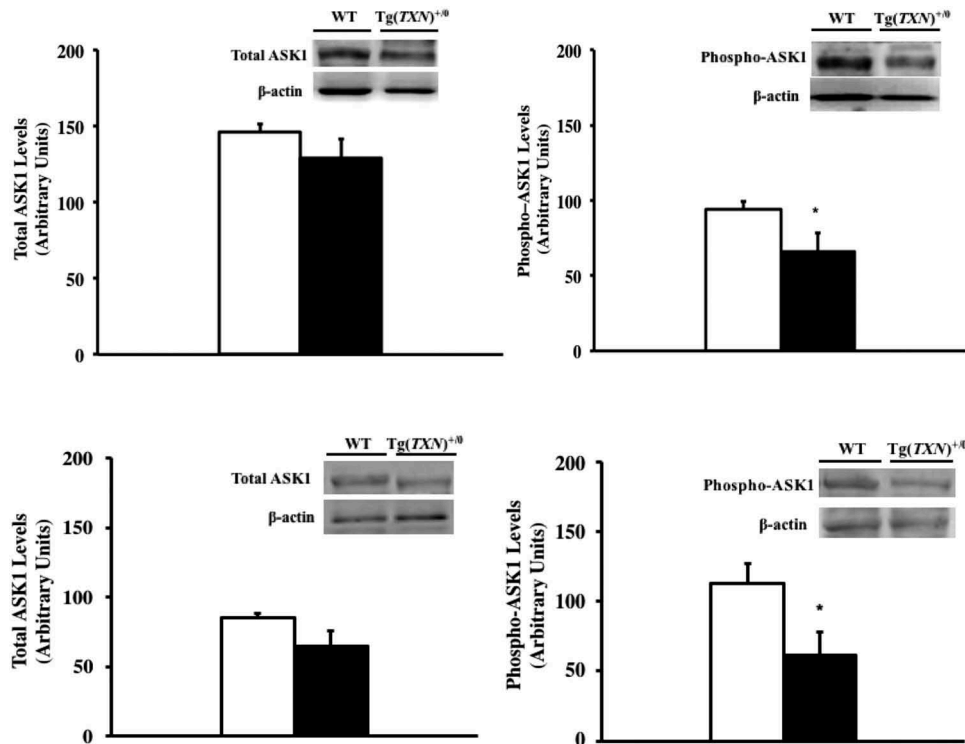 WT Tg(TXN)+/0
Total ASK1
β-actin
Total ASK1 Levels
(Arbitrary Units)
200
150
100
50
0
WT Tg(TXN)+/0
Phospho-ASK1
β-actin
Phospho–ASK1 Levels
(Arbitrary Units)
200
150
100
50
0
*
WT Tg(TXN)+/0
Total ASK1
β-actin
Total ASK1 Levels
(Arbitrary Units)
200
150
100
50
0
WT Tg(TXN)+/0
Phospho-ASK1
β-actin
Phospho-ASK1 Levels
(Arbitrary Units)
200
150
100
50
0
*